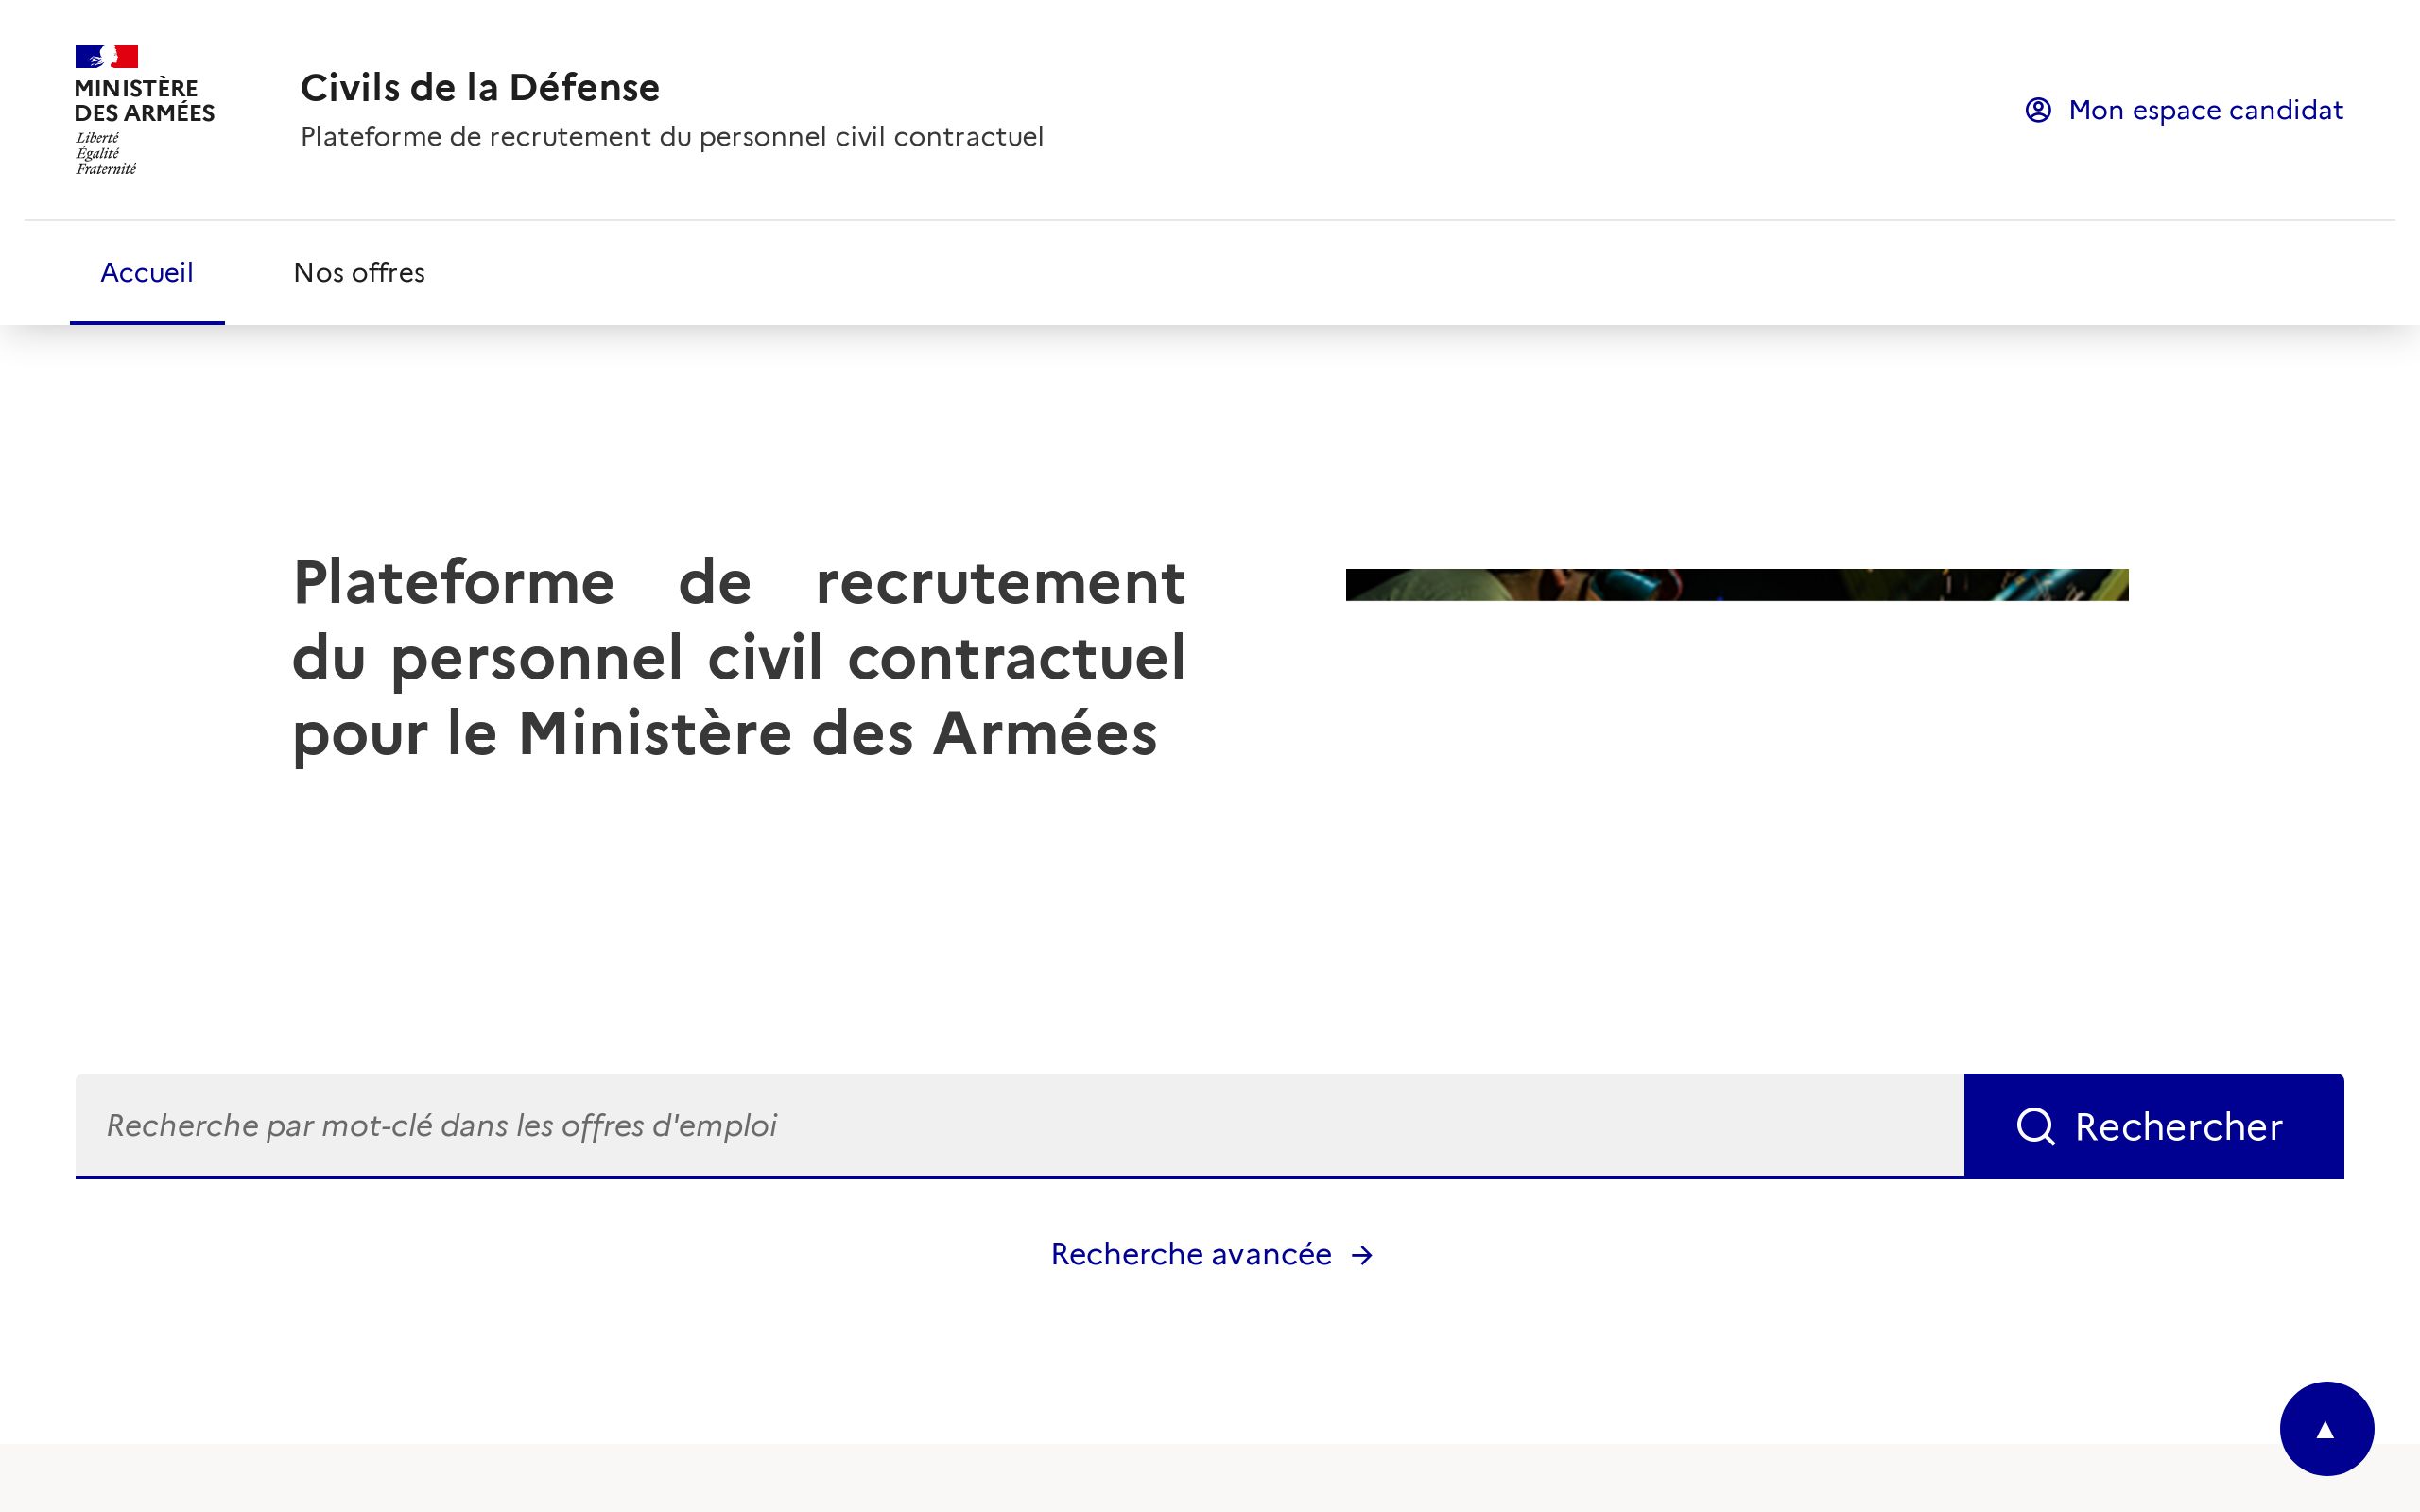 MINISTÈRE
DES ARMÉES
Liberté
Égalité
Fraternité
Civils de la Défense
Plateforme de recrutement du personnel civil contractuel
Mon espace candidat
Accueil
Nos offres
Plateforme de recrutement
du personnel civil contractuel
pour le Ministère des Armées
Recherche par mot-clé dans les offres d'emploi
Rechercher
Recherche avancée →
▲